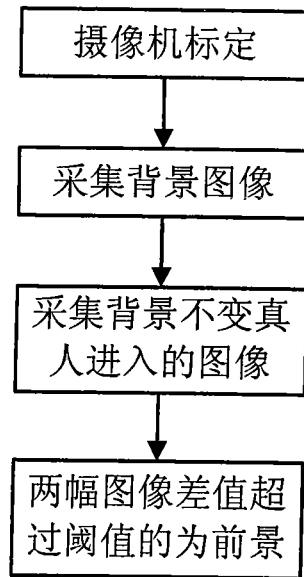 摄像机标定
采集背景图像
采集背景不变真
人进入的图像
两幅图像差值超
过阈值的为前景